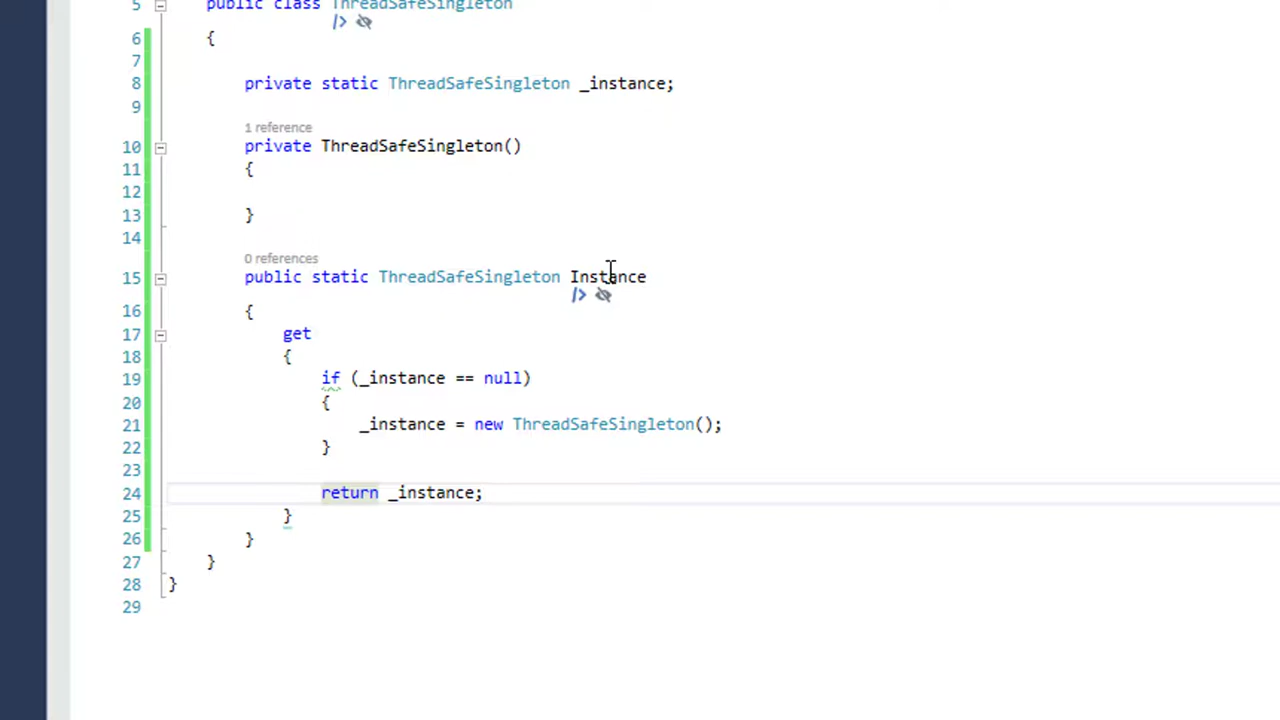 5 public class ThreadSafeSingleton
/>
6 {
7
8 private static ThreadSafeSingleton _instance;
9
1 reference
10 private ThreadSafeSingleton()
11 {
12
13 }
14
0 references
15 public static ThreadSafeSingleton Instance
/>
16 {
17 get
18 {
19 if (_instance == null)
20 {
21 _instance = new ThreadSafeSingleton();
22 }
23
24 return _instance;
25 }
26 }
27 }
28 }
29